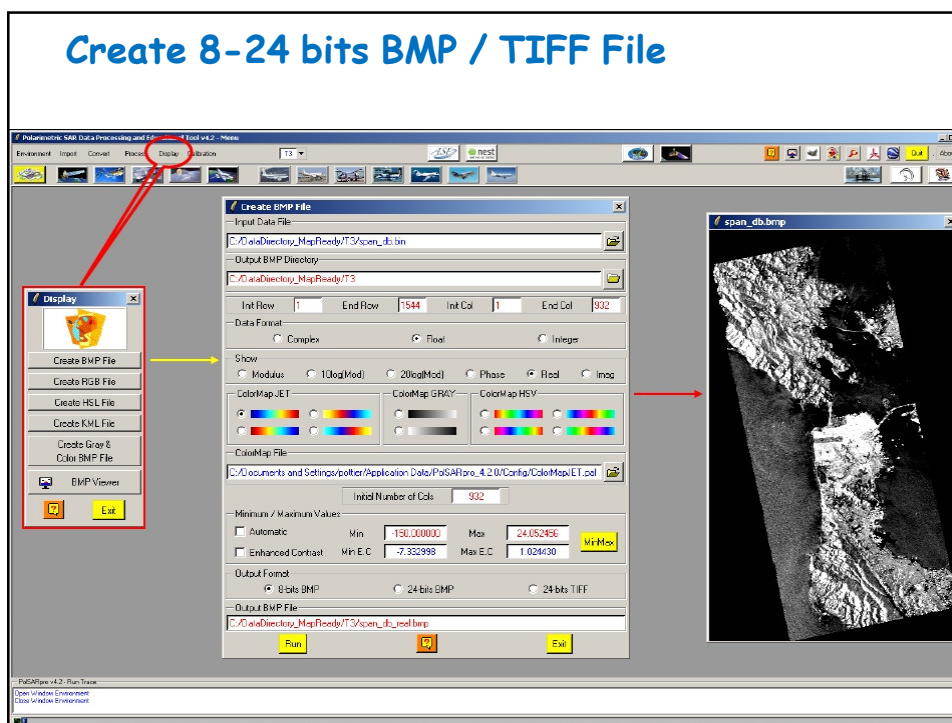 Create 8-24 bits BMP / TIFF File
Polarimetric SAR Data Processing and Educational Tool v4.2 - Menu
Environment Import Convert Process Display Calibration
T3
ASF nest
Quit
Create BMP File
Input Data File
C:/DataDirectory_MapReady/T3/span_db.bin
Output BMP Directory
C:/DataDirectory_MapReady/T3
Init Row 1 End Row 1544 Init Col 1 End Col 932
Data Format
Complex Float Integer
Show
Modulus 10log(Mod) 20log(Mod) Phase Real Imag
ColorMap JET ColorMap GRAY ColorMap HSV
ColorMap File
C:/Documents and Settings/pottier/Application Data/PolSARpro_4.2.0/Config/ColorMapJET.pal
Initial Number of Cols 932
Minimum / Maximum Values
Automatic Min -150.000000 Max 24.052456
Enhanced Contrast Min E.C -7.332998 Max E.C 1.024430
MinMax
Output Format
8-bits BMP 24-bits BMP 24-bits TIFF
Output BMP File
C:/DataDirectory_MapReady/T3/span_db_real.bmp
Run Exit
Display
Create BMP File
Create RGB File
Create HSL File
Create KML File
Create Gray &
Color BMP File
BMP Viewer
Exit
span_db.bmp
PolSARpro v4.2 - Run Trace
Open Window Environment
Close Window Environment